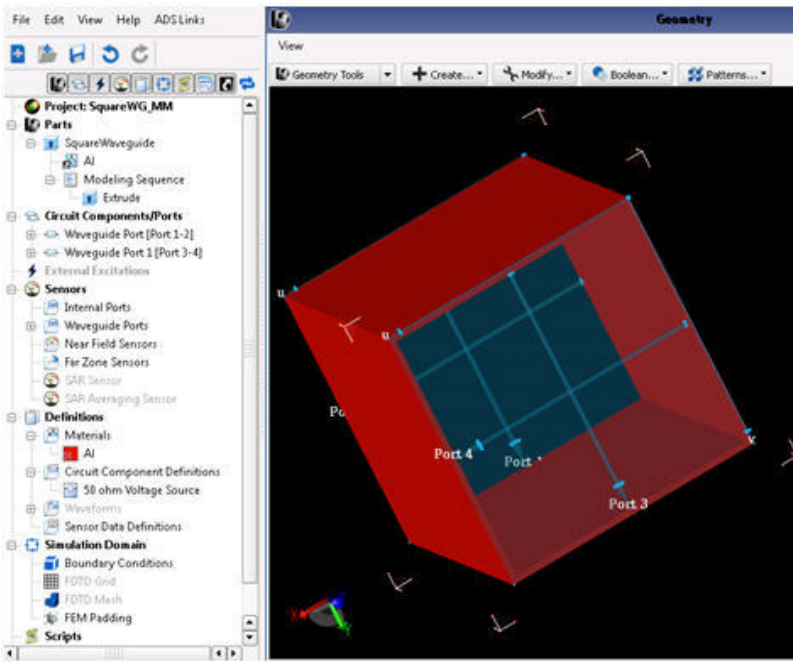 File Edit View Help ADS Links
Geometry
View
Geometry Tools Create... Modify... Boolean... Patterns...
Project: SquareWG_MM
Parts
SquareWaveguide
Al
Modeling Sequence
Extrude
Circuit Components/Ports
Waveguide Port [Port 1-2]
Waveguide Port 1 [Port 3-4]
External Excitations
Sensors
Internal Ports
Waveguide Ports
Near Field Sensors
Far Zone Sensors
SAR Sensor
SAR Averaging Sensor
Definitions
Materials
Al
Circuit Component Definitions
50 ohm Voltage Source
Waveforms
Sensor Data Definitions
Simulation Domain
Boundary Conditions
FDTD Grid
FDTD Mesh
FEM Padding
Scripts
u
u
Po
Port 4
Port
Port 3
X
Y